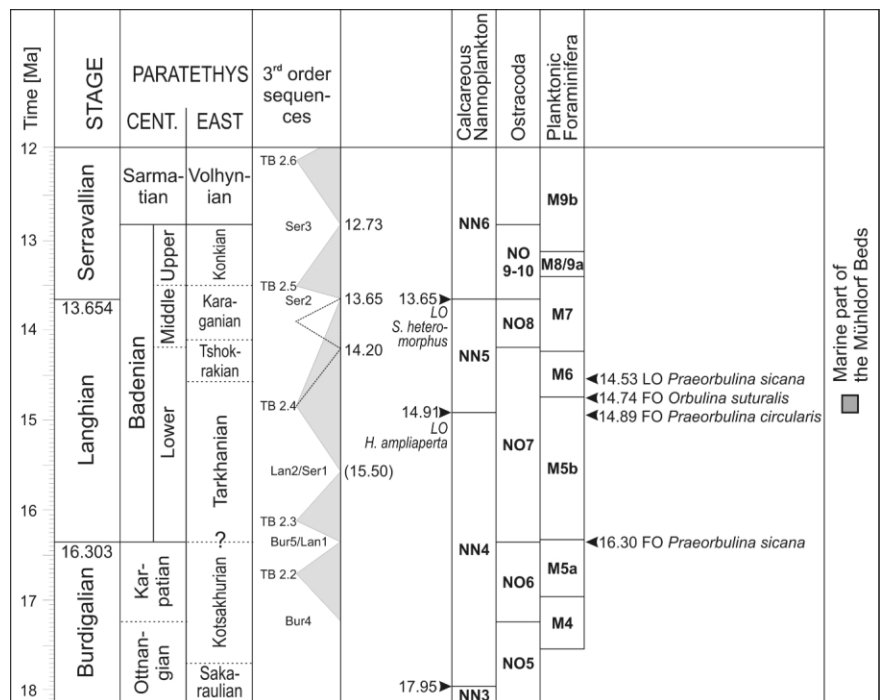 Time [Ma]
STAGE
PARATETHYS
CENT.
EAST
3rd order
sequen-
ces
Calcareous
Nannoplankton
Ostracoda
Planktonic
Foraminifera
12
13
14
15
16
17
18
Serravallian
13.654
Langhian
16.303
Burdigalian
Sarma-
tian
Badenian
Upper
Middle
Lower
Kar-
patian
Ottnan-
gian
Volhyn-
ian
Konkian
Kara-
ganian
Tshok-
rakian
Tarkhanian
?
Kotsakhurian
Saka-
raulian
TB 2.6
Ser3
TB 2.5
Ser2
TB 2.4
Lan2/Ser1
TB 2.3
Bur5/Lan1
TB 2.2
Bur4
12.73
13.65
14.20
(15.50)
13.65
LO
S. hetero-
morphus
14.91
LO
H. ampliaperta
17.95
NN6
NN5
NN4
NN3
NO
9-10
NO8
NO7
NO6
NO5
M9b
M8/9a
M7
M6
M5b
M5a
M4
14.53 LO Praeorbulina sicana
14.74 FO Orbulina suturalis
14.89 FO Praeorbulina circularis
16.30 FO Praeorbulina sicana
Marine part of
the Mühldorf Beds